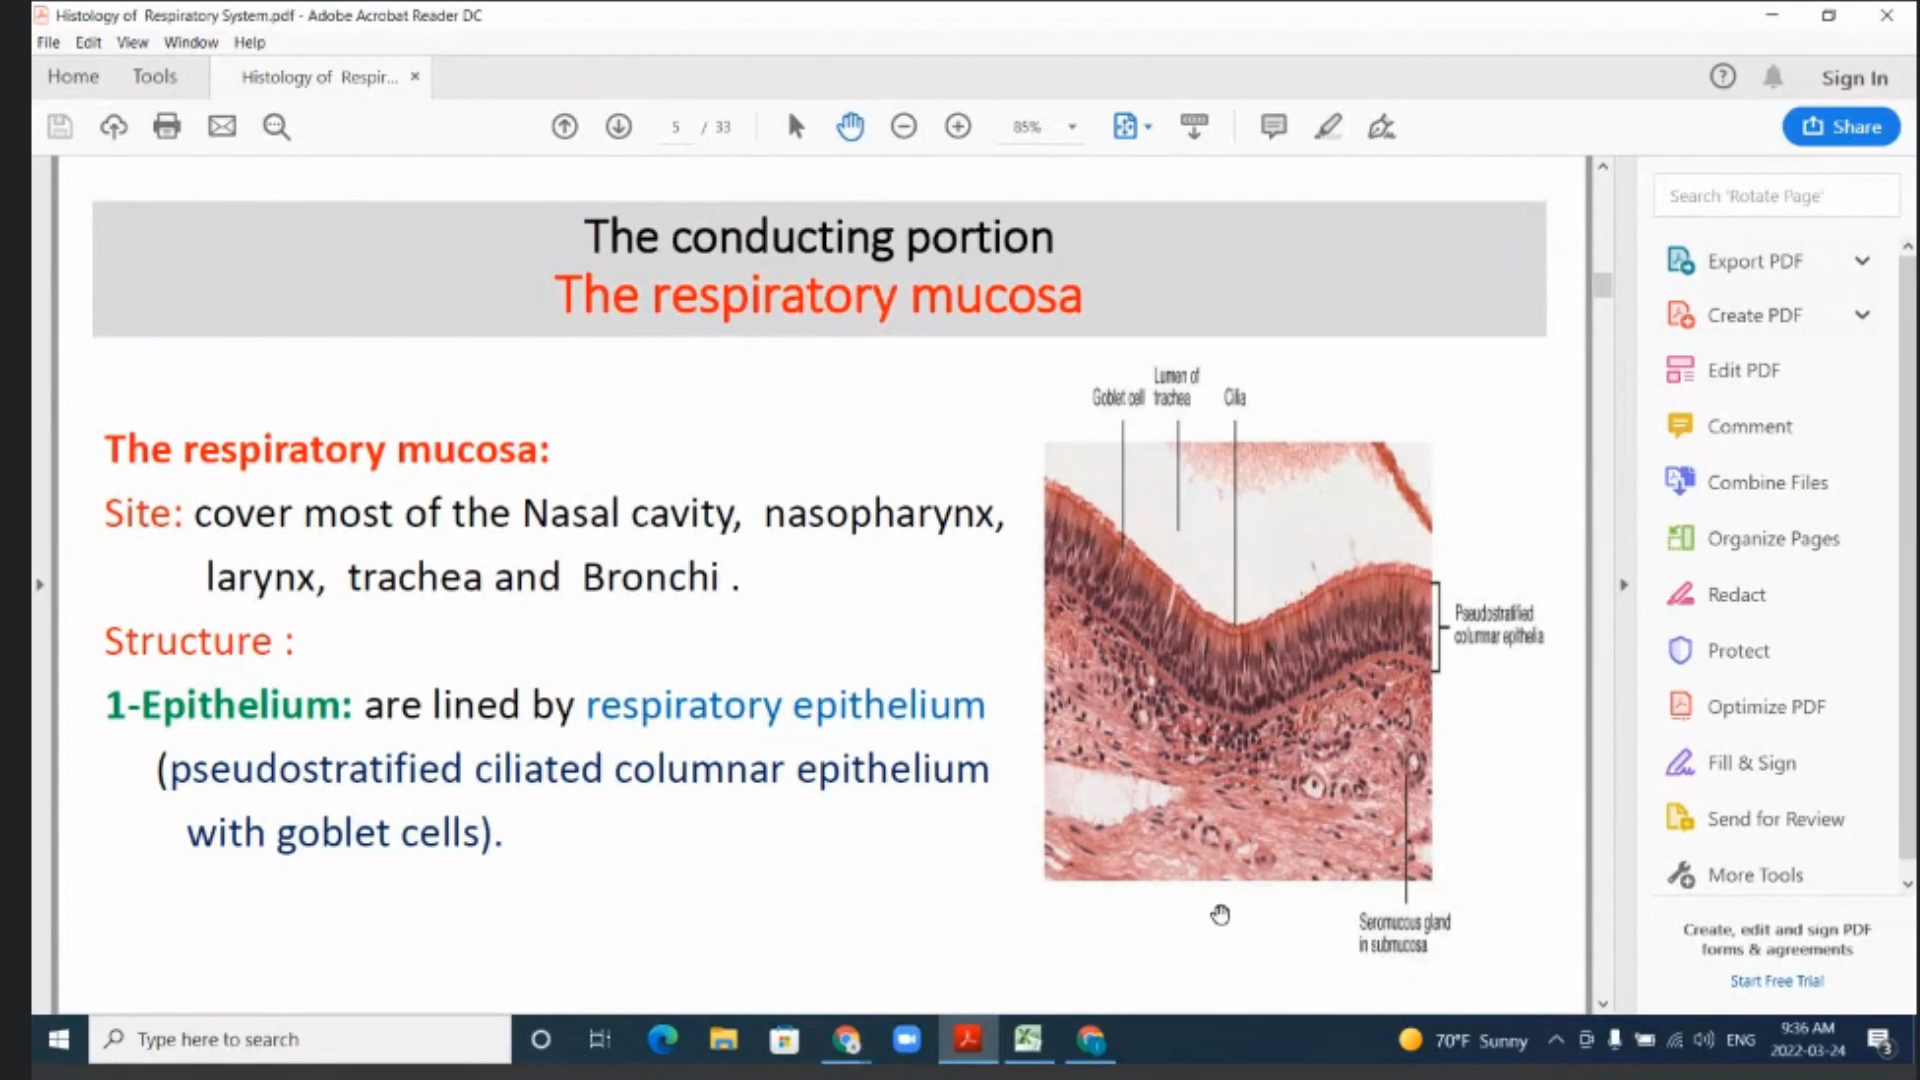 Histology of Respiratory System.pdf - Adobe Acrobat Reader DC
File Edit View Window Help
Home Tools Histology of Respir... ×
Sign In
5 / 33
85%
Share
The conducting portion
The respiratory mucosa
The respiratory mucosa:
Site: cover most of the Nasal cavity, nasopharynx,
larynx, trachea and Bronchi .
Structure :
1-Epithelium: are lined by respiratory epithelium
(pseudostratified ciliated columnar epithelium
with goblet cells).
Lumen of
Goblet cell trachea Cilia
Pseudostratified
columnar epithelia
Seromucous gland
in submucosa
Search 'Rotate Page'
Export PDF
Create PDF
Edit PDF
Comment
Combine Files
Organize Pages
Redact
Protect
Optimize PDF
Fill & Sign
Send for Review
More Tools
Create, edit and sign PDF
forms & agreements
Start Free Trial
Type here to search
70°F Sunny
ENG
9:36 AM
2022-03-24
3